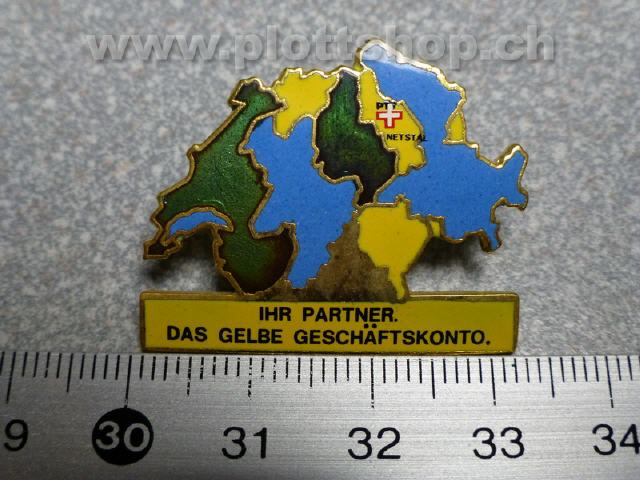 www.plottshop.ch
PTT
NETSTAL
IHR PARTNER.
DAS GELBE GESCHÄFTSKONTO.
9 30 31 32 33 34